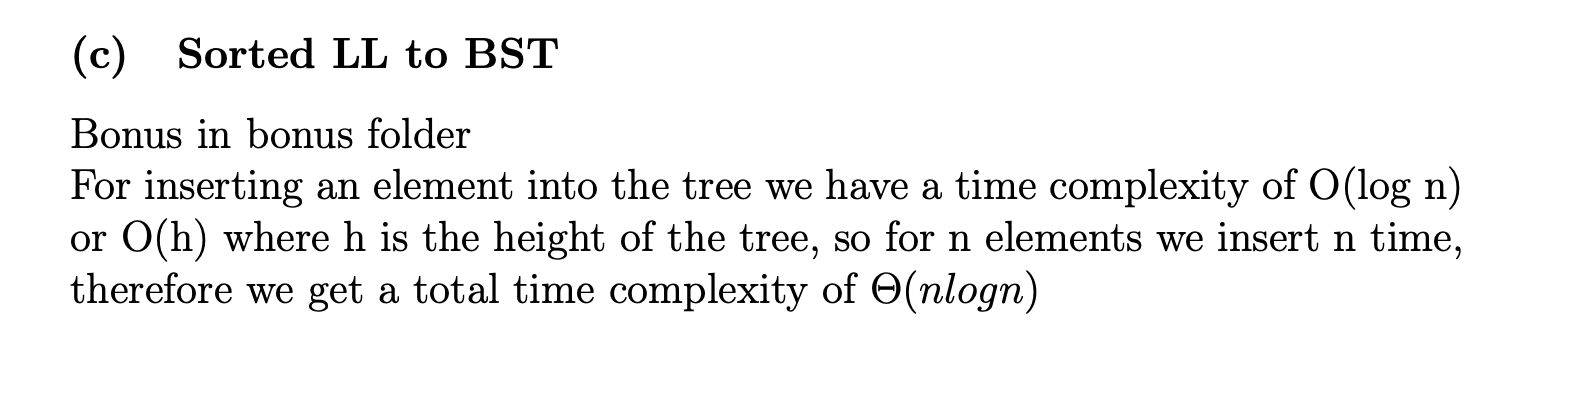 (c) Sorted LL to BST
Bonus in bonus folder
For inserting an element into the tree we have a time complexity of O(log n)
or O(h) where h is the height of the tree, so for n elements we insert n time,
therefore we get a total time complexity of Θ(nlogn)